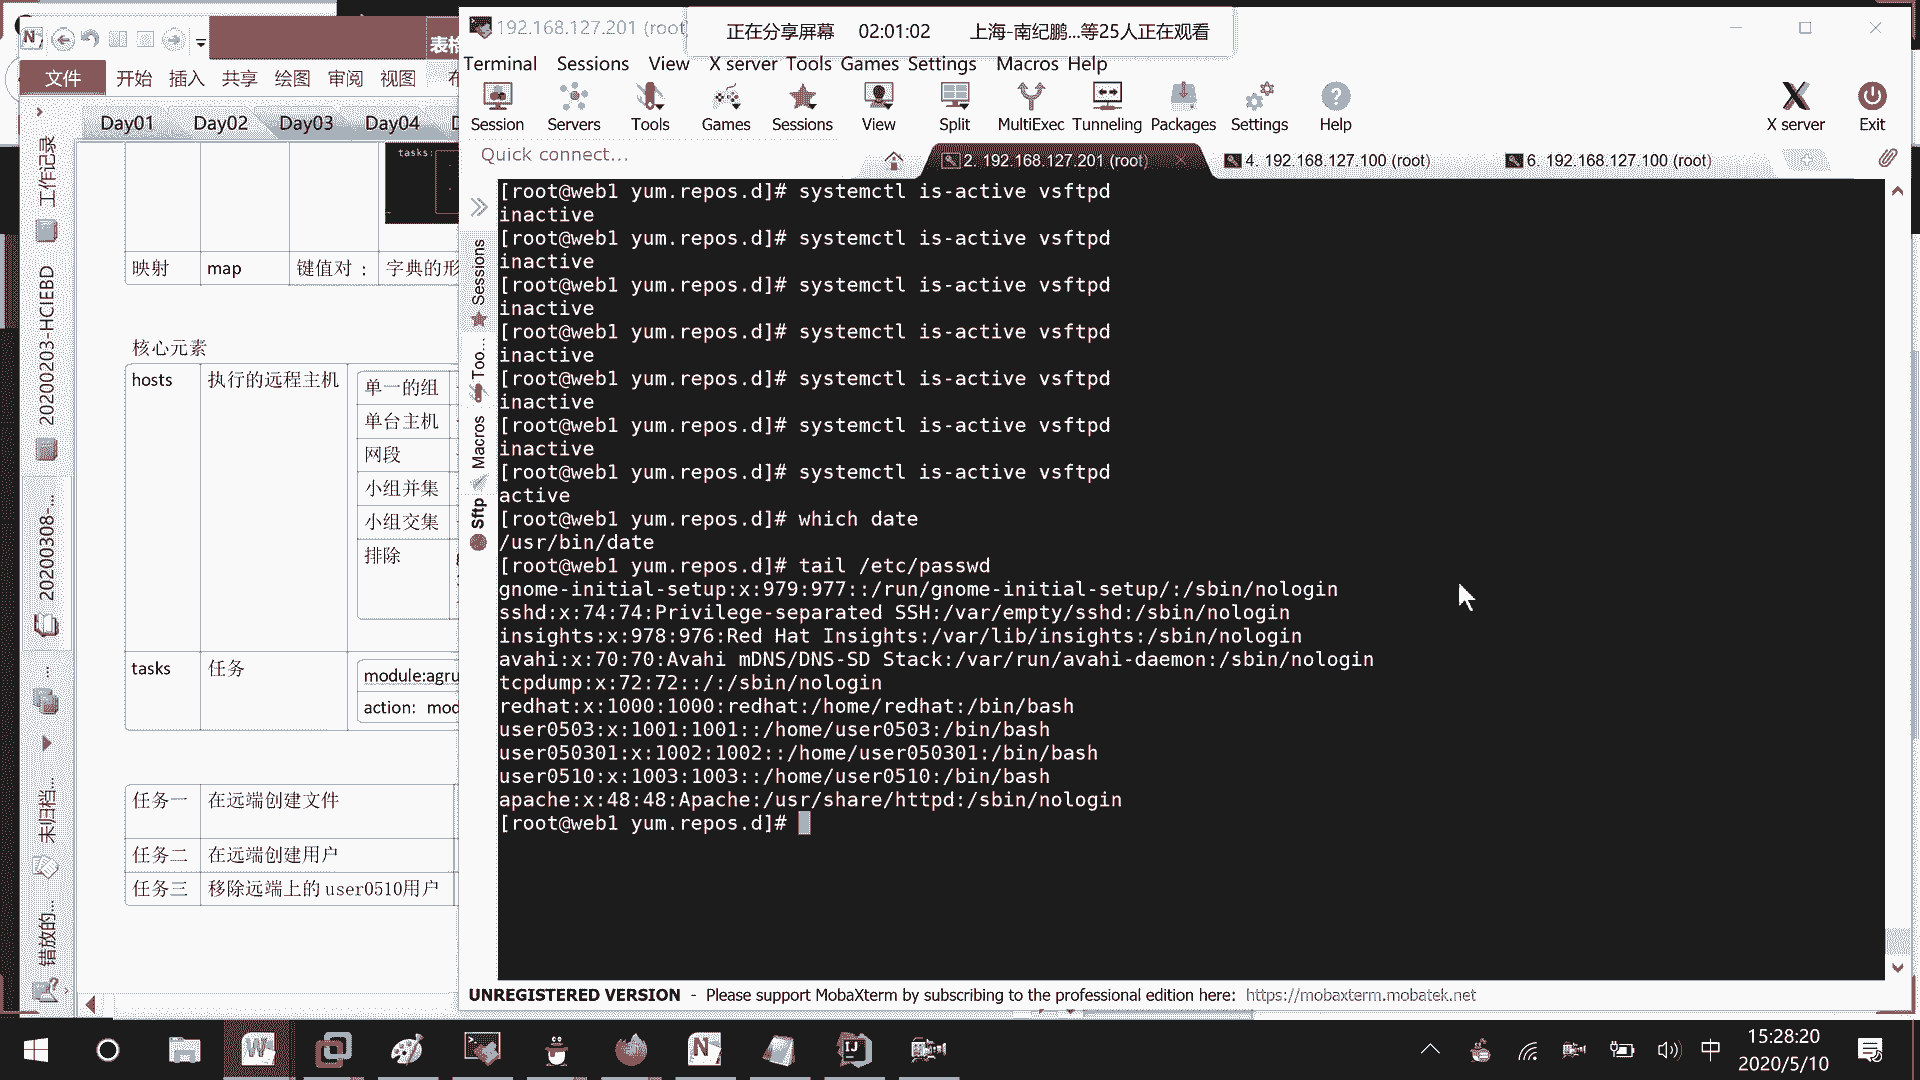 192.168.127.201 (root
正在分享屏幕 02:01:02 上海-南纪鹏...等25人正在观看
表格
文件 开始 插入 共享 绘图 审阅 视图 布
Terminal Sessions View X server Tools Games Settings Macros Help
Session Servers Tools Games Sessions View Split MultiExec Tunneling Packages Settings Help X server Exit
Day01 Day02 Day03 Day04 D
Quick connect...
2. 192.168.127.201 (root)
4. 192.168.127.100 (root)
6. 192.168.127.100 (root)
工作记录
20200203-HCIEBD
20200308-...
...
未归档...
错放的...
tasks:
映射 map 键值对： 字典的形
核心元素
hosts 执行的远程主机 单一的组
单台主机
网段
小组并集
小组交集
排除
tasks 任务 module:agru
action: mod
任务一 在远端创建文件
任务二 在远端创建用户
任务三 移除远端上的user0510用户
Sessions
Too...
Macros
Sftp
[root@web1 yum.repos.d]# systemctl is-active vsftpd
inactive
[root@web1 yum.repos.d]# systemctl is-active vsftpd
inactive
[root@web1 yum.repos.d]# systemctl is-active vsftpd
inactive
[root@web1 yum.repos.d]# systemctl is-active vsftpd
inactive
[root@web1 yum.repos.d]# systemctl is-active vsftpd
inactive
[root@web1 yum.repos.d]# systemctl is-active vsftpd
inactive
[root@web1 yum.repos.d]# systemctl is-active vsftpd
active
[root@web1 yum.repos.d]# which date
/usr/bin/date
[root@web1 yum.repos.d]# tail /etc/passwd
gnome-initial-setup:x:979:977::/run/gnome-initial-setup/:/sbin/nologin
sshd:x:74:74:Privilege-separated SSH:/var/empty/sshd:/sbin/nologin
insights:x:978:976:Red Hat Insights:/var/lib/insights:/sbin/nologin
avahi:x:70:70:Avahi mDNS/DNS-SD Stack:/var/run/avahi-daemon:/sbin/nologin
tcpdump:x:72:72::/:/sbin/nologin
redhat:x:1000:1000:redhat:/home/redhat:/bin/bash
user0503:x:1001:1001::/home/user0503:/bin/bash
user050301:x:1002:1002::/home/user050301:/bin/bash
user0510:x:1003:1003::/home/user0510:/bin/bash
apache:x:48:48:Apache:/usr/share/httpd:/sbin/nologin
[root@web1 yum.repos.d]#
UNREGISTERED VERSION - Please support MobaXterm by subscribing to the professional edition here: https://mobaxterm.mobatek.net
中
15:28:20
2020/5/10